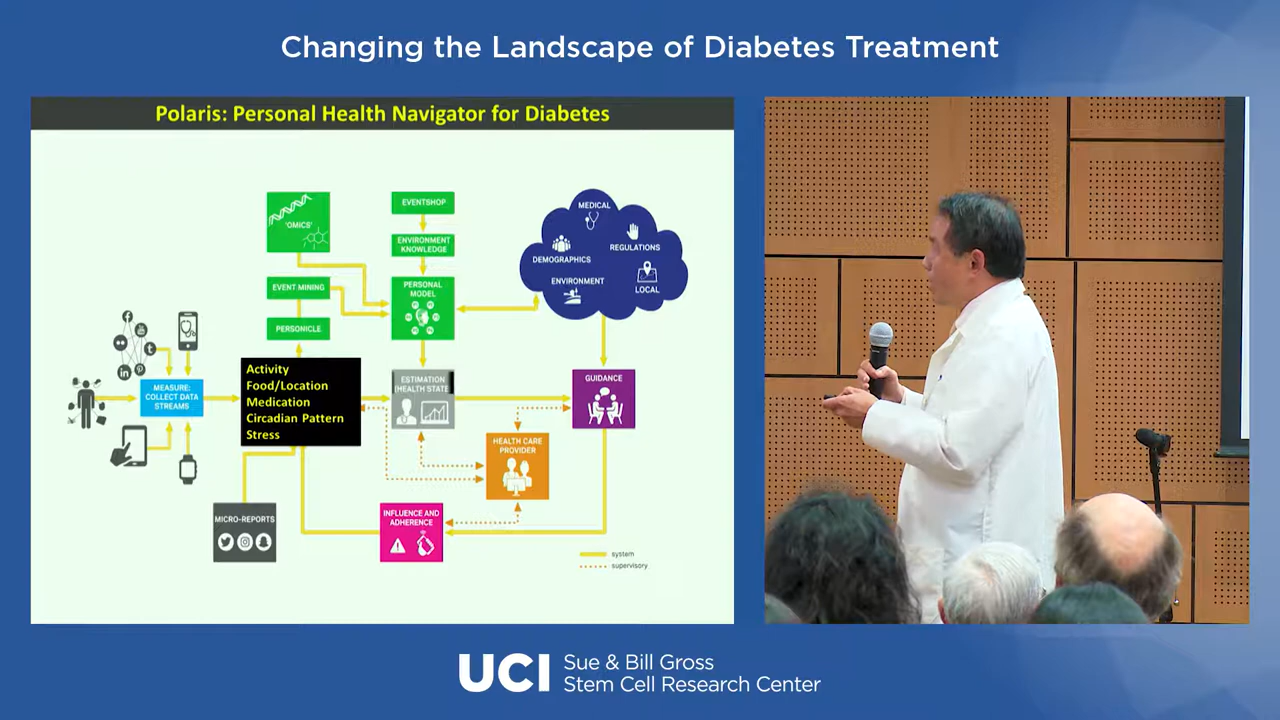 Changing the Landscape of Diabetes Treatment
Polaris: Personal Health Navigator for Diabetes
'OMICS'
EVENTSHOP
ENVIRONMENT
KNOWLEDGE
EVENT MINING
PERSONAL
MODEL
PERSONICLE
MEDICAL
REGULATIONS
DEMOGRAPHICS
ENVIRONMENT
LOCAL
MEASURE:
COLLECT DATA
STREAMS
Activity
Food/Location
Medication
Circadian Pattern
Stress
ESTIMATION
(HEALTH STATE
GUIDANCE
HEALTH CARE
PROVIDER
MICRO-REPORTS
INFLUENCE AND
ADHERENCE
system
supervisory
UCI
Sue & Bill Gross
Stem Cell Research Center